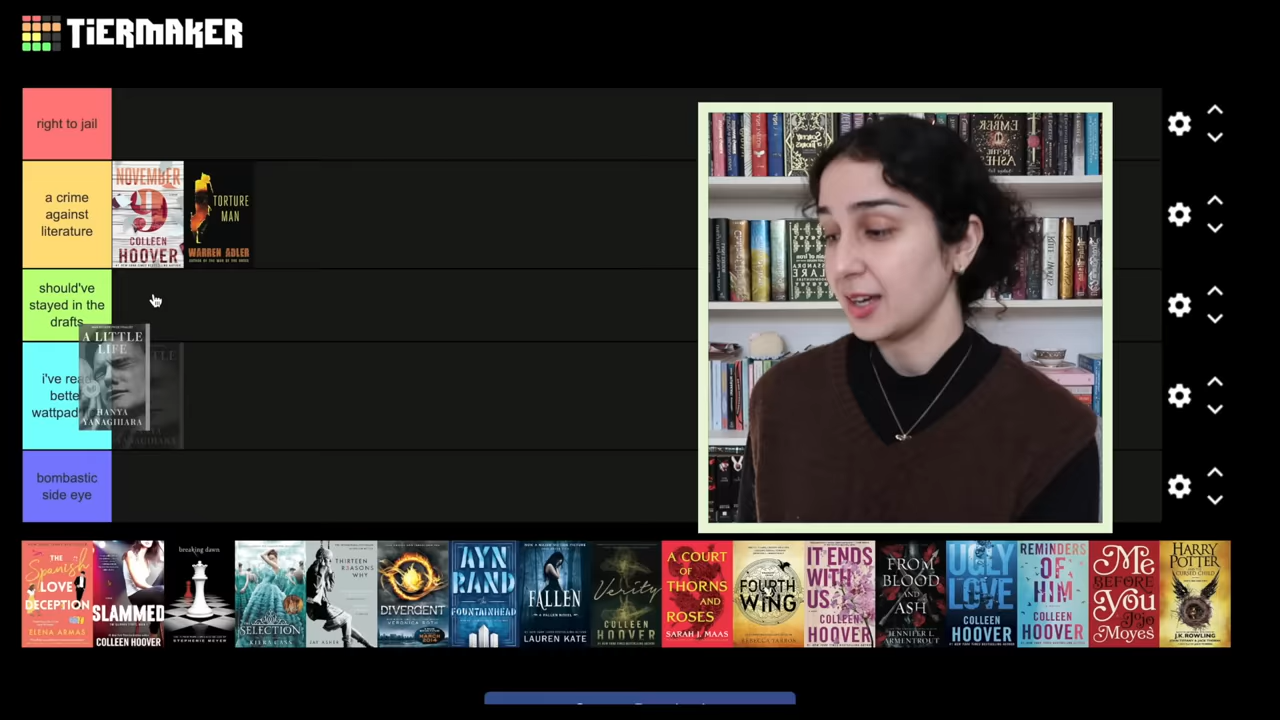 TIERMAKER
right to jail
a crime
against
literature
NOVEMBER
9
COLLEEN
HOOVER
TORTURE
MAN
WARREN ADLER
should've
stayed in the
drafts
A LITTLE
LIFE
HANYA
YANAGIHARA
i've rea
bette
wattpad
bombastic
side eye
AN
EMBER
IN THE
ASHES
THE
Spanish
LOVE
DECEPTION
ELENA ARMAS
SLAMMED
COLLEEN HOOVER
breaking dawn
STEPHENIE MEYER
SELECTION
KIERA CASS
THIRTEEN
R3ASONS
WHY
JAY ASHER
DIVERGENT
VERONICA ROTH
AYN
RAND
FOUNTAINHEAD
FALLEN
LAUREN KATE
Verity
COLLEEN
HOOVER
A COURT
OF
THORNS
AND
ROSES
SARAH J. MAAS
FOURTH
WING
REBECCA YARROS
IT ENDS
WITH
US
COLLEEN
HOOVER
FROM
BLOOD
AND
ASH
JENNIFER L.
ARMENTROUT
UGLY
LOVE
COLLEEN
HOOVER
REMINDERS
OF
HIM
COLLEEN
HOOVER
Me
BEFORE
You
Jojo
Moyes
HARRY
POTTER
CURSED CHILD
J.K. ROWLING